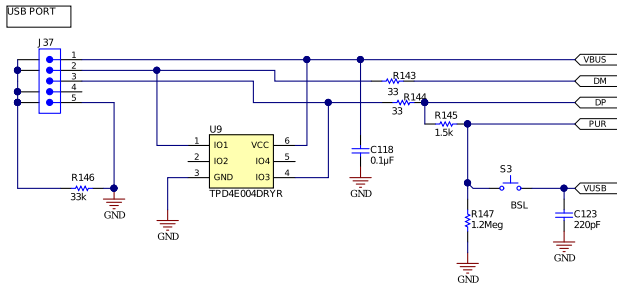 USB PORT
J37
1
2
3
4
5
VBUS
R143
33
DM
R144
33
DP
R145
1.5k
PUR
U9
1 IO1 VCC 6
2 IO2 IO4 5
3 GND IO3 4
TPD4E004DRYR
C118
0.1µF
GND
R146
33k
GND
GND
S3
BSL
VUSB
R147
1.2Meg
C123
220pF
GND
GND